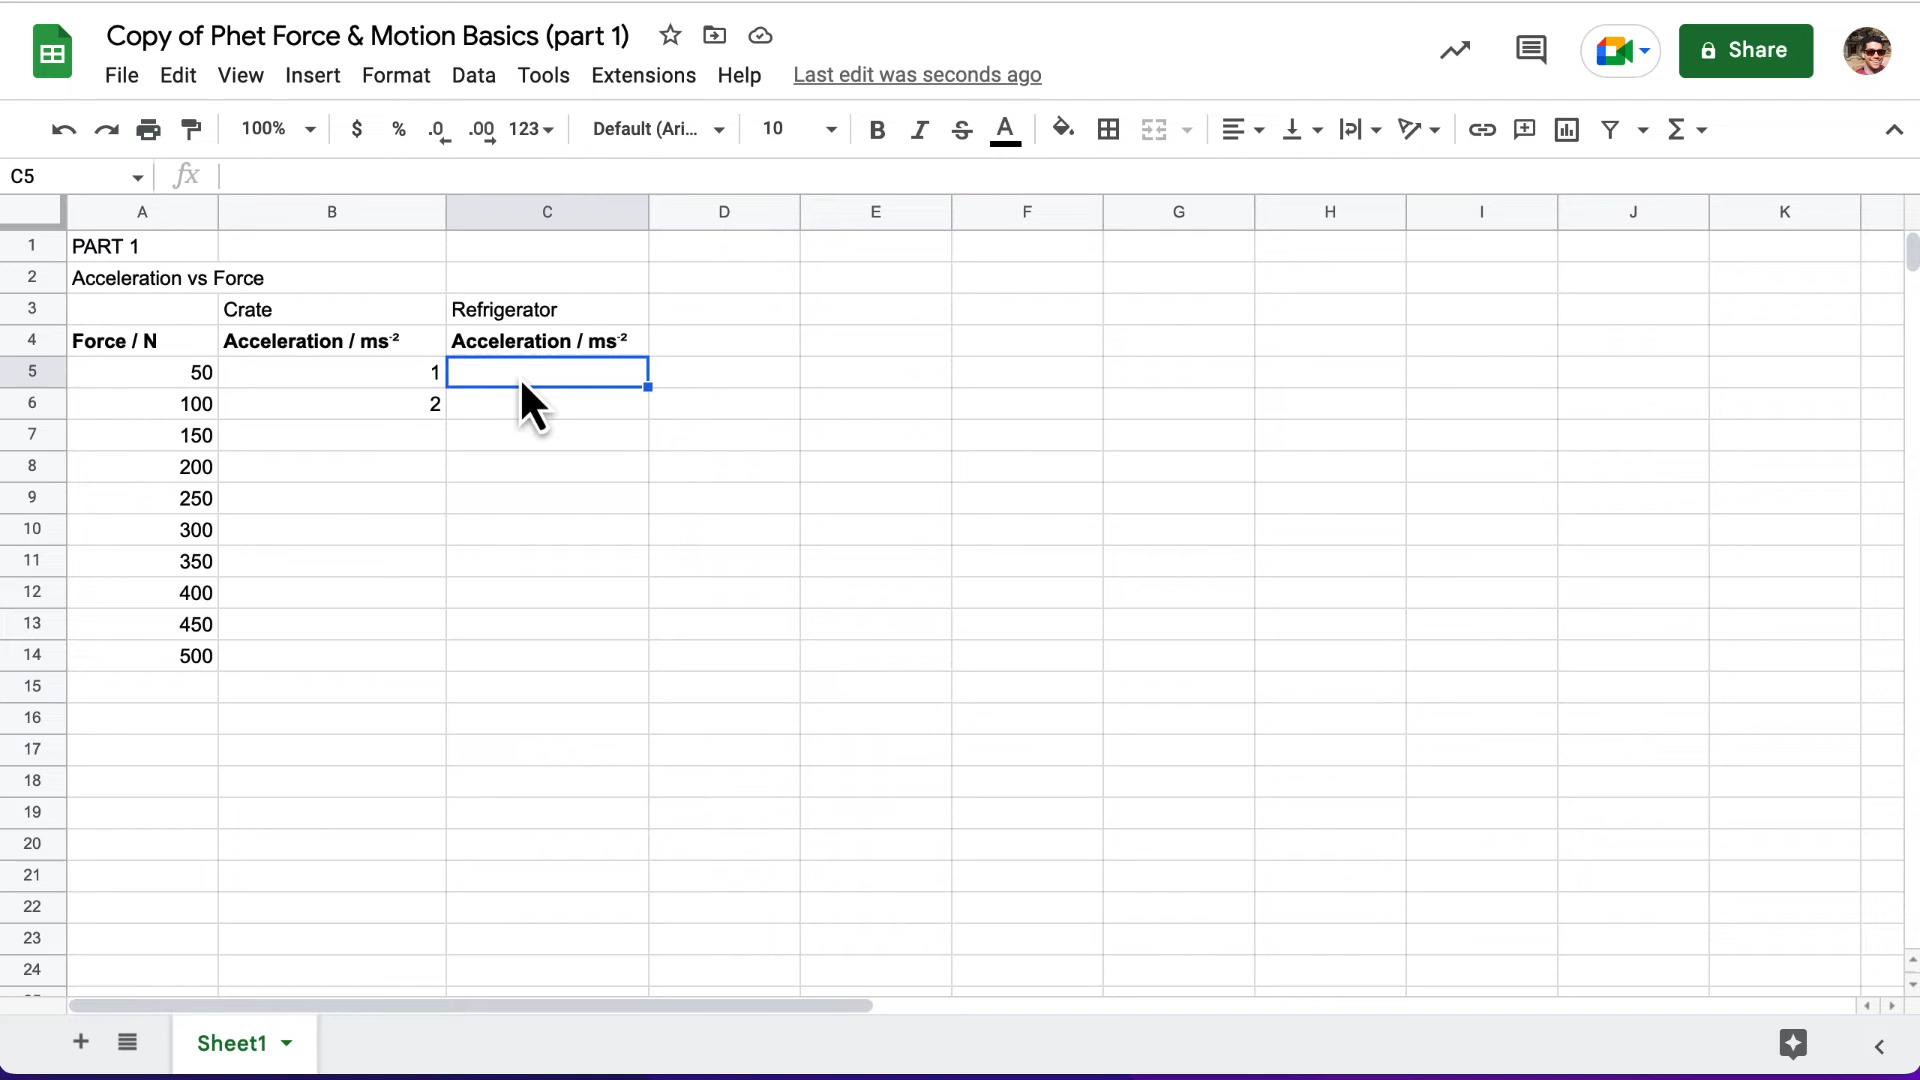 Copy of Phet Force & Motion Basics (part 1)
File Edit View Insert Format Data Tools Extensions Help Last edit was seconds ago
Share
100% $ % .0 .00 123 Default (Ari... 10 B I S A
C5 fx
A B C D E F G H I J K
1 PART 1
2 Acceleration vs Force
3 Crate Refrigerator
4 Force / N Acceleration / ms⁻² Acceleration / ms⁻²
5 50 1
6 100 2
7 150
8 200
9 250
10 300
11 350
12 400
13 450
14 500
15
16
17
18
19
20
21
22
23
24
Sheet1